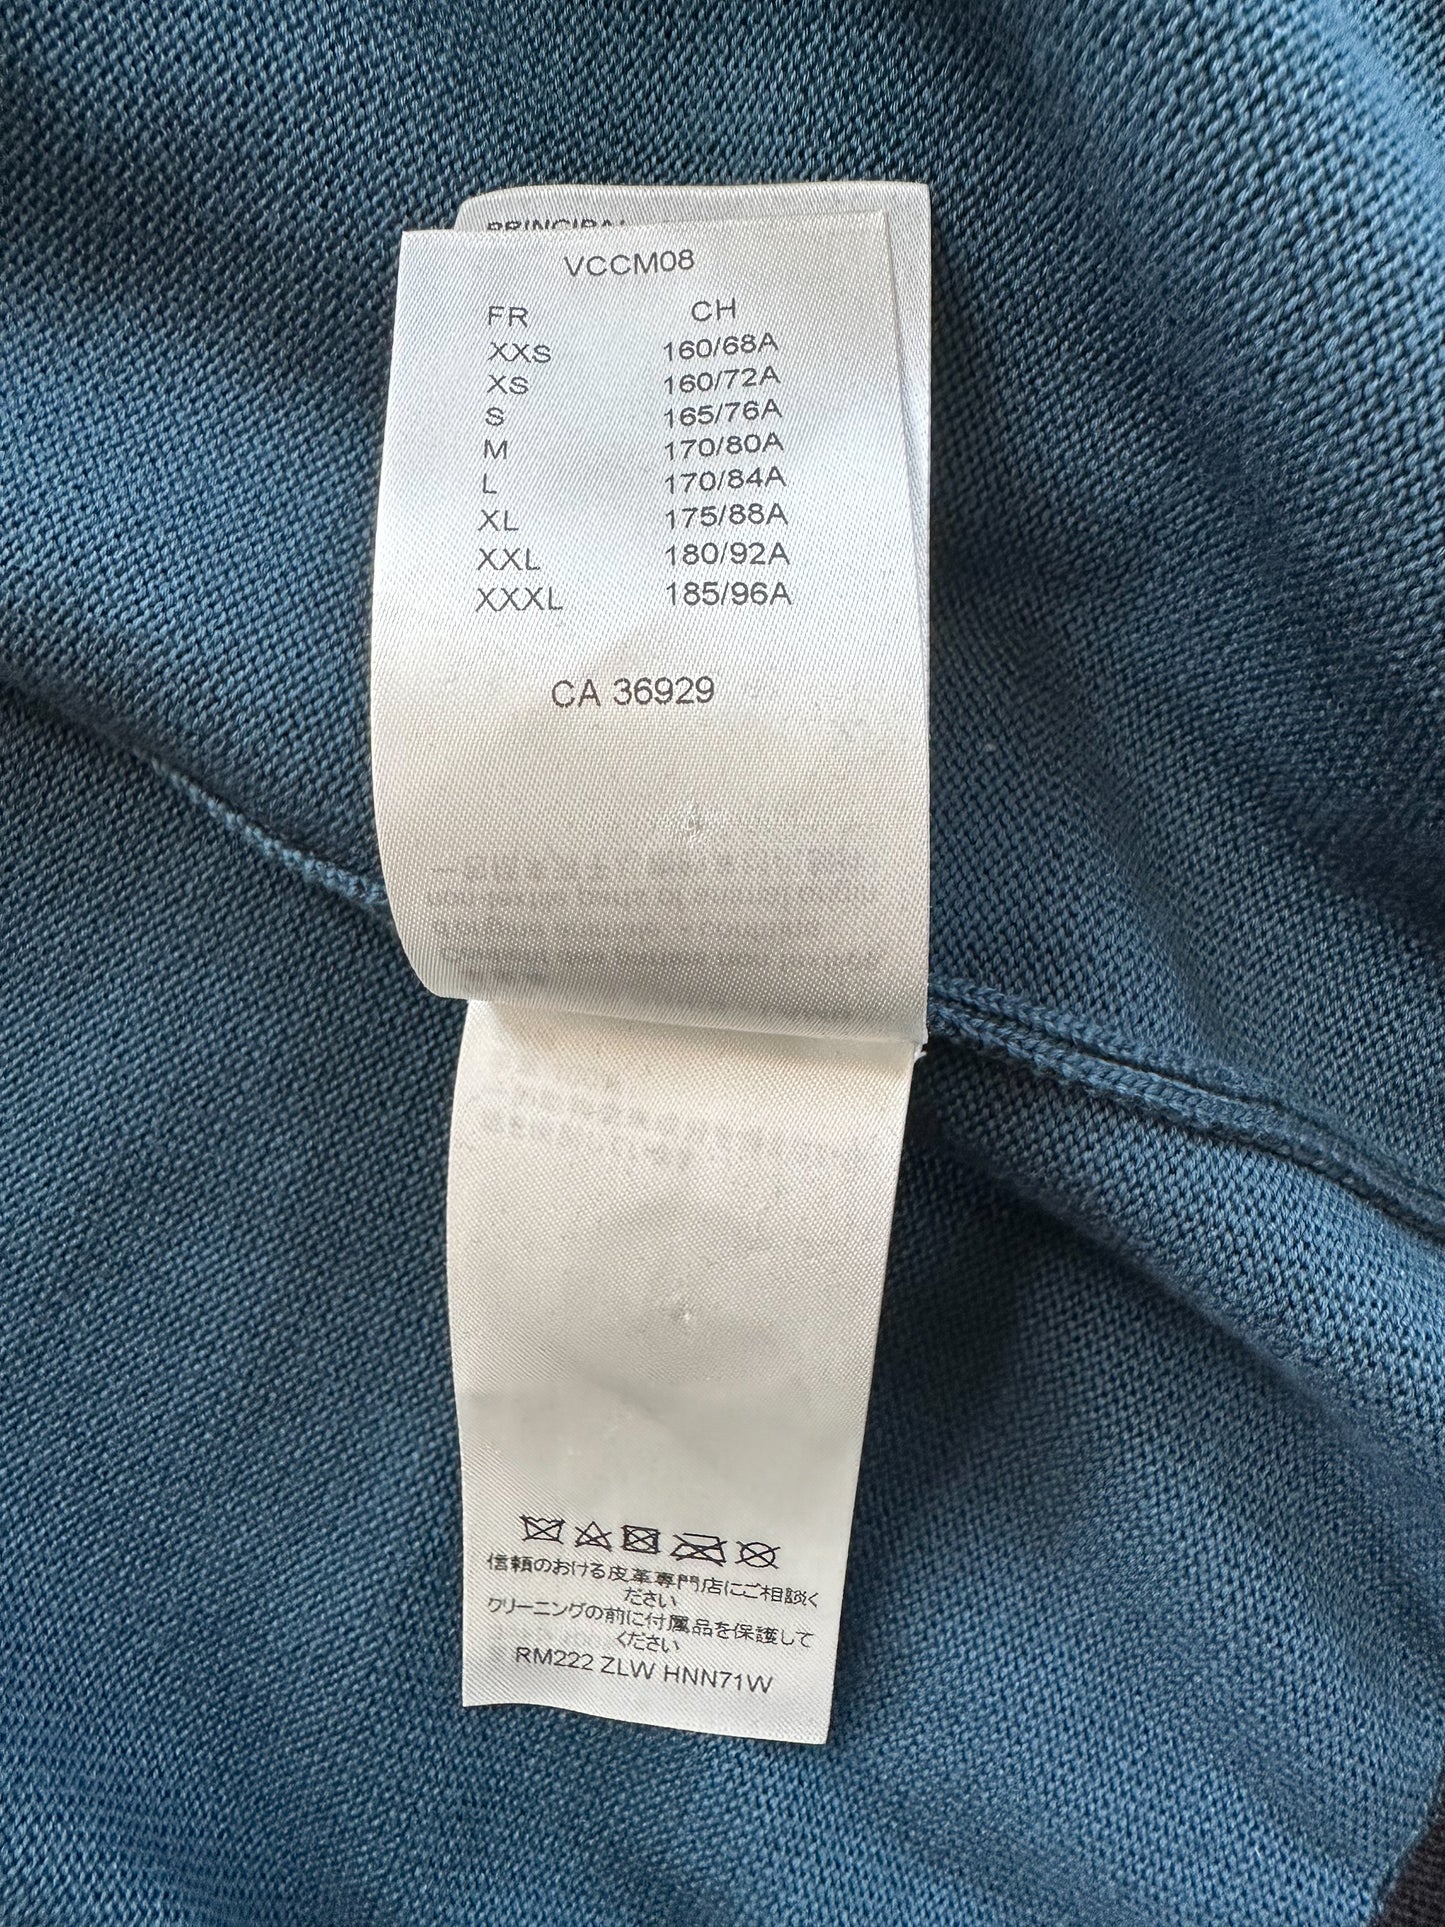 PRINCIPAL
VCCM08
FR CH
XXS 160/68A
XS 160/72A
S 165/76A
M 170/80A
L 170/84A
XL 175/88A
XXL 180/92A
XXXL 185/96A
CA 36929
信頼のおける皮革専門店にご相談く
ださい
クリーニングの前に付属品を保護して
ください
RM222 ZLW HNN71W